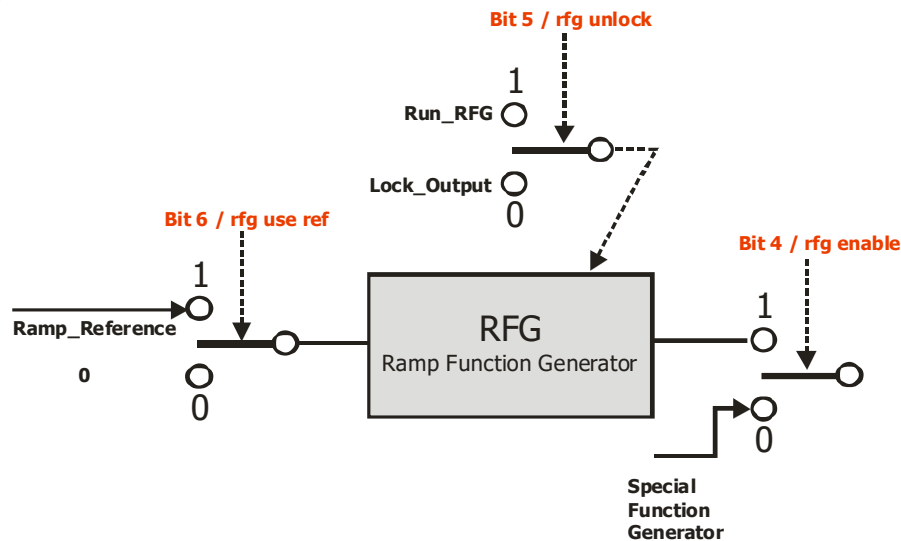 Bit 5 / rfg unlock
1
Run_RFG
Lock_Output
0
Bit 6 / rfg use ref
1
Ramp_Reference
0
0
RFG
Ramp Function Generator
Bit 4 / rfg enable
1
0
Special
Function
Generator